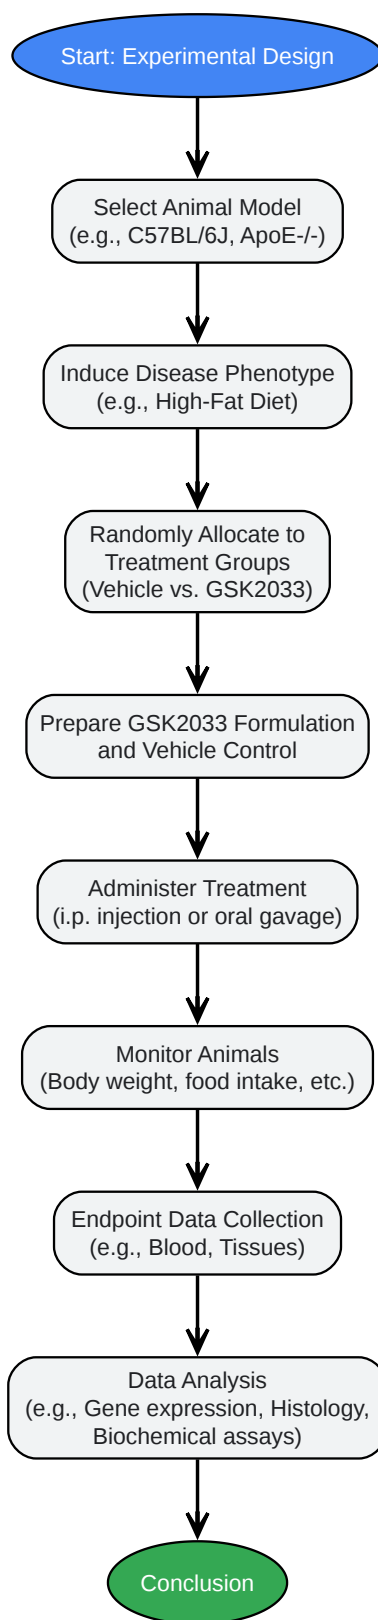 Start: Experimental Design
Select Animal Model
(e.g., C57BL/6J, ApoE-/-)
Induce Disease Phenotype
(e.g., High-Fat Diet)
Randomly Allocate to
Treatment Groups
(Vehicle vs. GSK2033)
Prepare GSK2033 Formulation
and Vehicle Control
Administer Treatment
(i.p. injection or oral gavage)
Monitor Animals
(Body weight, food intake, etc.)
Endpoint Data Collection
(e.g., Blood, Tissues)
Data Analysis
(e.g., Gene expression, Histology,
Biochemical assays)
Conclusion